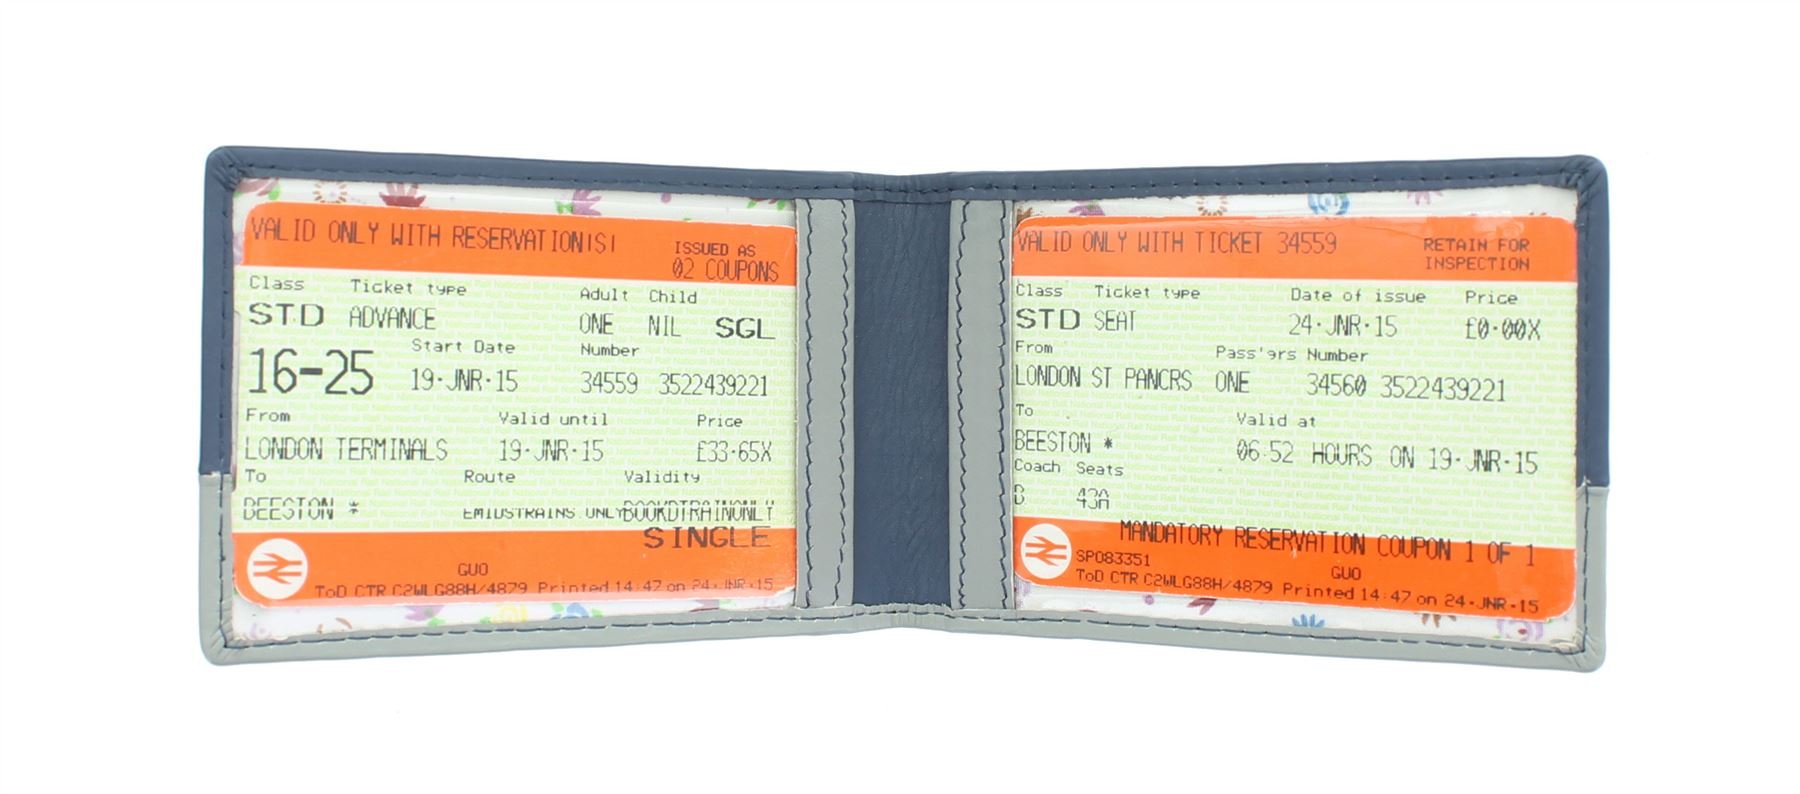 VALID ONLY WITH RESERVATION(S)
ISSUED AS
02 COUPONS
Class Ticket type Adult Child
STD ADVANCE ONE NIL SGL
Start Date Number
16-25 19·JNR·15 34559 3522439221
From Valid until Price
LONDON TERMINALS 19·JNR·15 £33·65X
To Route Validity
BEESTON * EMIDSTRAINS.ONLY BOOKDTRAINONLY
SINGLE
GUO
ToD CTR C2WLG88H/4879 Printed 14:47 on 24·JNR·15
VALID ONLY WITH TICKET 34559
RETAIN FOR
INSPECTION
Class Ticket type Date of issue Price
STD SEAT 24·JNR·15 £0·00X
From Pass'grs Number
LONDON ST PANCRS ONE 34560 3522439221
To Valid at
BEESTON * 06:52 HOURS ON 19·JNR·15
Coach Seats
B 43A
MANDATORY RESERVATION COUPON 1 OF 1
SP083351
GUO
ToD CTR C2WLG88H/4879 Printed 14:47 on 24·JNR·15